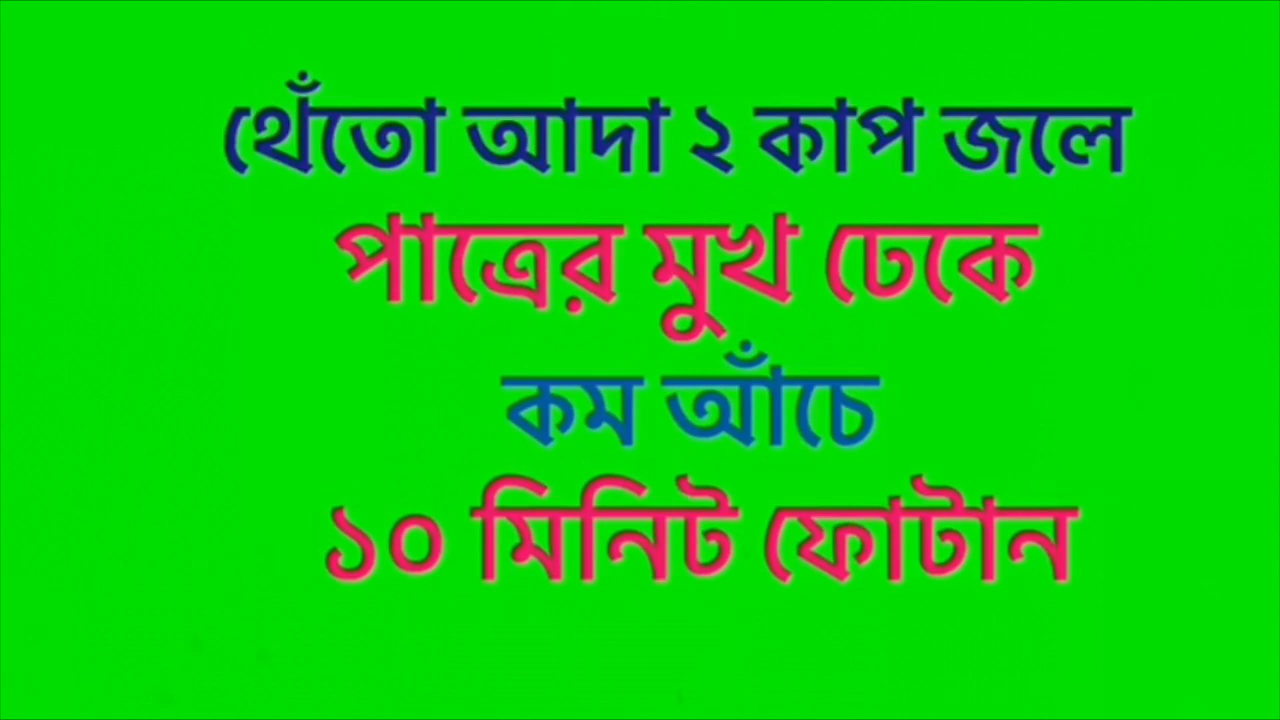 থেঁতো আদা ২ কাপ জলে
পাত্রের মুখ ঢেকে
কম আঁচে
১০ মিনিট ফোটান